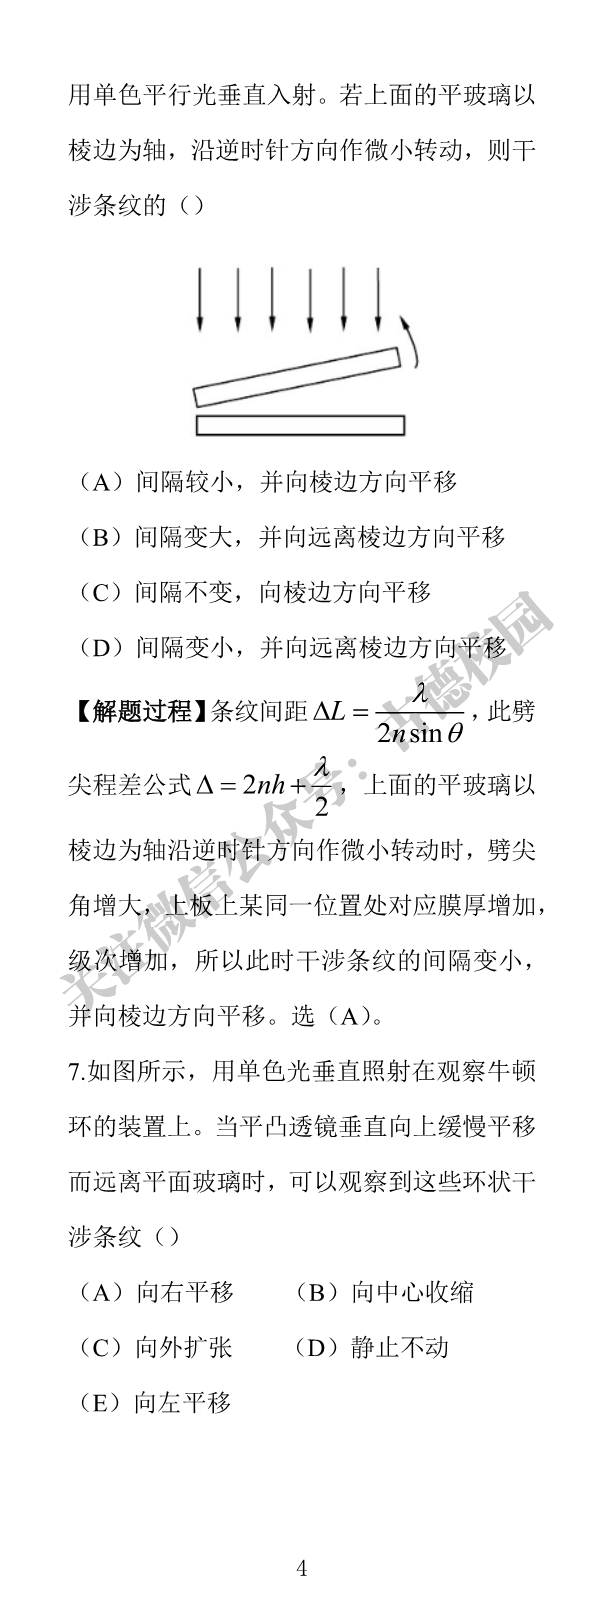 用单色平行光垂直入射。若上面的平玻璃以
棱边为轴，沿逆时针方向作微小转动，则干
涉条纹的（）
（A）间隔较小，并向棱边方向平移
（B）间隔变大，并向远离棱边方向平移
（C）间隔不变，向棱边方向平移
（D）间隔变小，并向远离棱边方向平移
【解题过程】条纹间距 ΔL = λ / (2n sin θ)，此劈
尖程差公式 Δ = 2nh + λ/2，上面的平玻璃以
棱边为轴沿逆时针方向作微小转动时，劈尖
角增大，上板上某同一位置处对应膜厚增加，
级次增加，所以此时干涉条纹的间隔变小，
并向棱边方向平移。选（A）。
7.如图所示，用单色光垂直照射在观察牛顿
环的装置上。当平凸透镜垂直向上缓慢平移
而远离平面玻璃时，可以观察到这些环状干
涉条纹（）
（A）向右平移 （B）向中心收缩
（C）向外扩张 （D）静止不动
（E）向左平移
4
关注微信公众号：古德校园